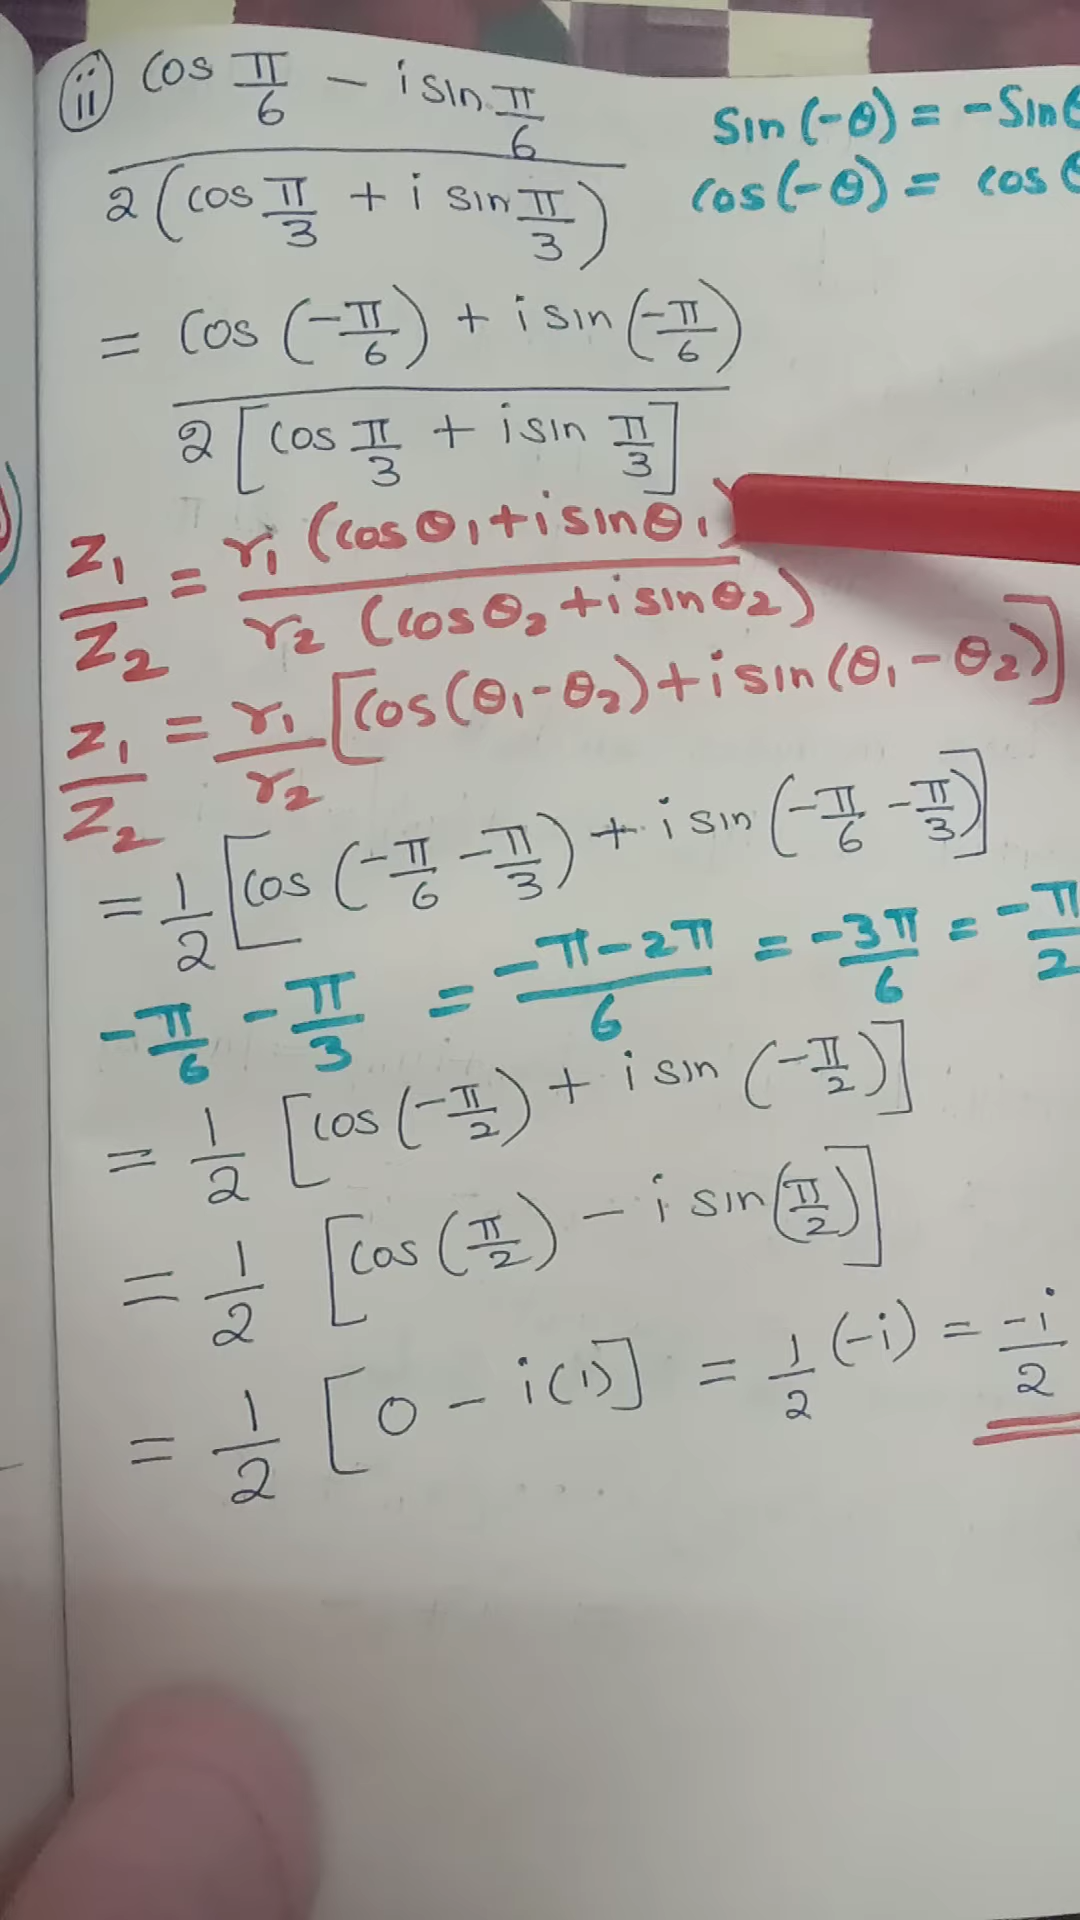 (ii) cos π/6 - i sin π/6
2(cos π/3 + i sin π/3)
sin(-θ) = -sinθ
cos(-θ) = cos θ
= cos(-π/6) + i sin(-π/6)
2[cos π/3 + i sin π/3]
z₁/z₂ = r₁(cosθ₁ + i sinθ₁)
r₂(cosθ₂ + i sinθ₂)
z₁/z₂ = r₁/r₂ [cos(θ₁-θ₂) + i sin(θ₁-θ₂)]
= 1/2 [cos(-π/6 -π/3) + i sin(-π/6 -π/3)]
-π/6 - π/3 = -π-2π/6 = -3π/6 = -π/2
= 1/2 [cos(-π/2) + i sin(-π/2)]
= 1/2 [cos(π/2) - i sin(π/2)]
= 1/2 [0 - i(1)] = 1/2 (-i) = -i/2